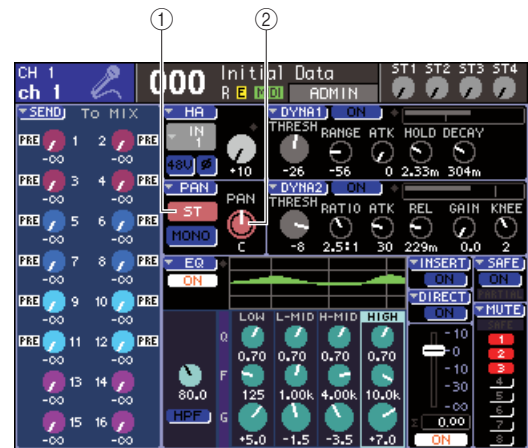 ① ②
CH 1
ch 1
000
Initial Data
R E MIDI ADMIN
ST1 ST2 ST3 ST4
SEND To MIX
PRE 1 2 PRE
-∞ -∞
PRE 3 4 PRE
-∞ -∞
PRE 5 6 PRE
-∞ -∞
PRE 7 8 PRE
-∞ -∞
PRE 9 10 PRE
-∞ -∞
PRE 11 12 PRE
-∞ -∞
13 14
-∞ -∞
15 16
-∞ -∞
HA
IN
1
48V Ø
+10
PAN
ST
MONO
PAN
C
DYNA1 ON
THRESH RANGE ATK HOLD DECAY
-26 -56 0 2.33m 304m
DYNA2 ON
THRESH RATIO ATK REL GAIN KNEE
-8 2.5:1 30 229m 0.0 2
EQ
ON
LOW L-MID H-MID HIGH
Q
0.70 0.70 0.70 0.70
F
80.0 125 1.00k 4.00k 10.0k
HPF
G
+5.0 -1.5 -3.5 +7.0
INSERT
ON
DIRECT
ON
-10
-0
-10
-30
-∞
Σ 0.00
ON
SAFE
ON
PARTIAL
MUTE
SAFE
1
2
3
4
5
6
7
8